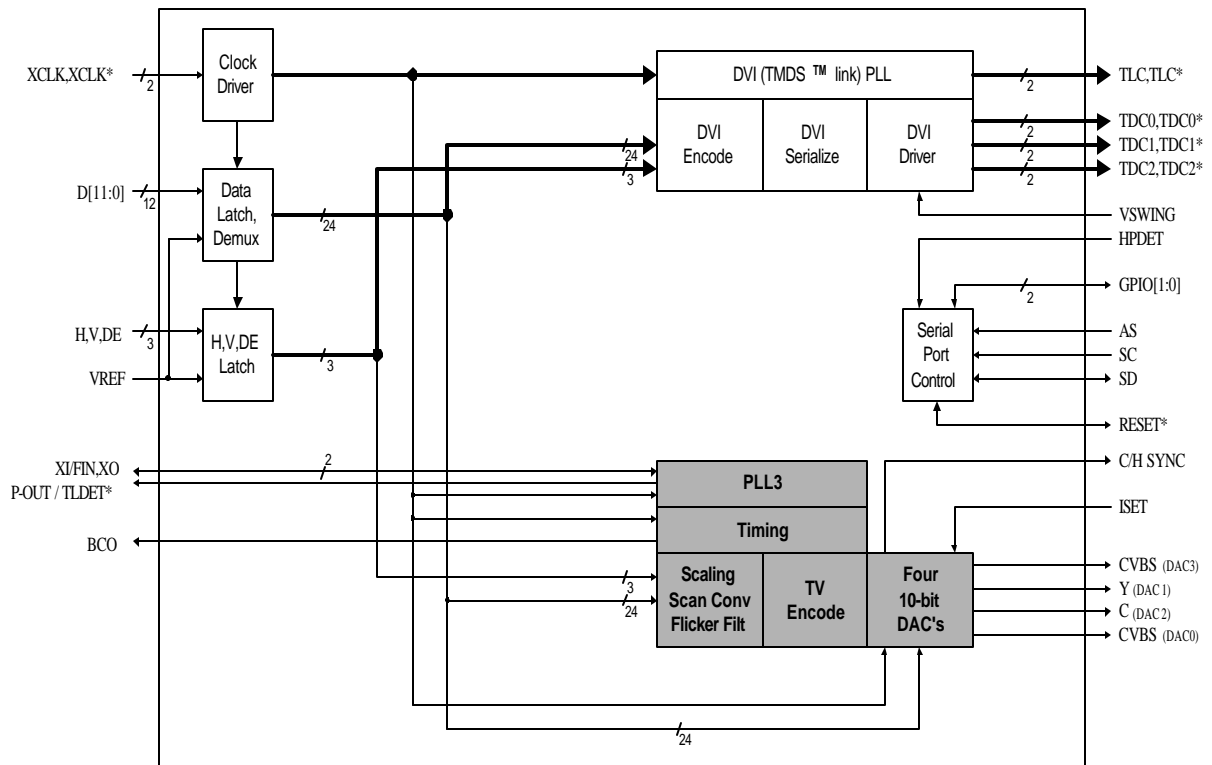 XCLK,XCLK*
2
Clock
Driver
DVI (TMDS ™ link) PLL
2
TLC,TLC*
DVI
Encode
DVI
Serialize
DVI
Driver
2
TDC0,TDC0*
2
TDC1,TDC1*
2
TDC2,TDC2*
24
3
D[11:0]
12
Data
Latch,
Demux
24
VSWING
HPDET
2
GPIO[1:0]
H,V,DE
3
H,V,DE
Latch
3
VREF
Serial
Port
Control
AS
SC
SD
RESET*
XI/FIN,XO
2
P-OUT / TLDET*
PLL3
C/H SYNC
BCO
Timing
ISET
3
24
Scaling
Scan Conv
Flicker Filt
TV
Encode
Four
10-bit
DAC's
CVBS (DAC3)
Y (DAC1)
C (DAC2)
CVBS (DAC0)
24